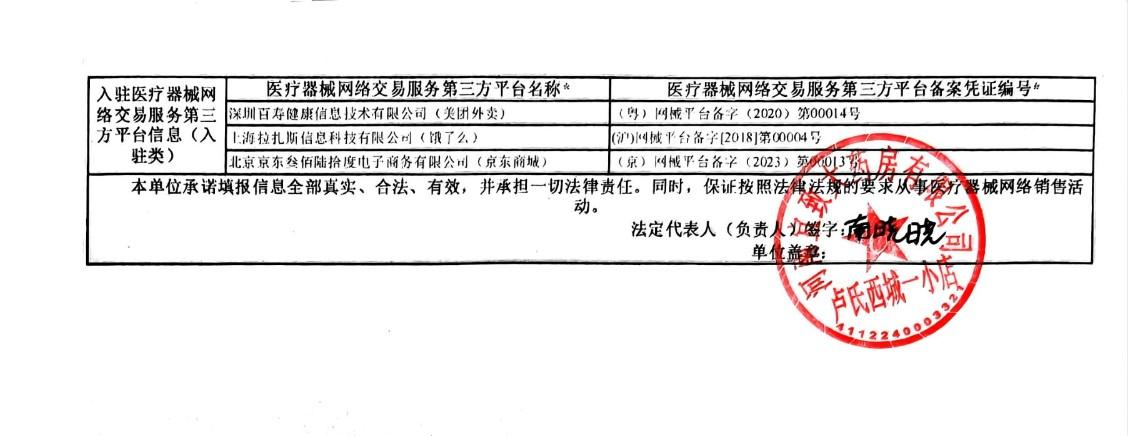 入驻医疗器械网络交易服务第三方平台信息（入驻类）
医疗器械网络交易服务第三方平台名称*
医疗器械网络交易服务第三方平台备案凭证编号*
深圳百寿健康信息技术有限公司（美团外卖）
（粤）网械平台备字（2020）第00014号
上海拉扎斯信息科技有限公司（饿了么）
(沪)网械平台备字[2018]第00004号
北京京东叁佰陆拾度电子商务有限公司（京东商城）
（京）网械平台备字（2023）第00013号
本单位承诺填报信息全部真实、合法、有效，并承担一切法律责任。同时，保证按照法律法规的要求从事医疗器械网络销售活
动。
法定代表人（负责人）签字：南晓晓
单位盖章：
大药房有限公司
卢氏西城一小店
4112240003321